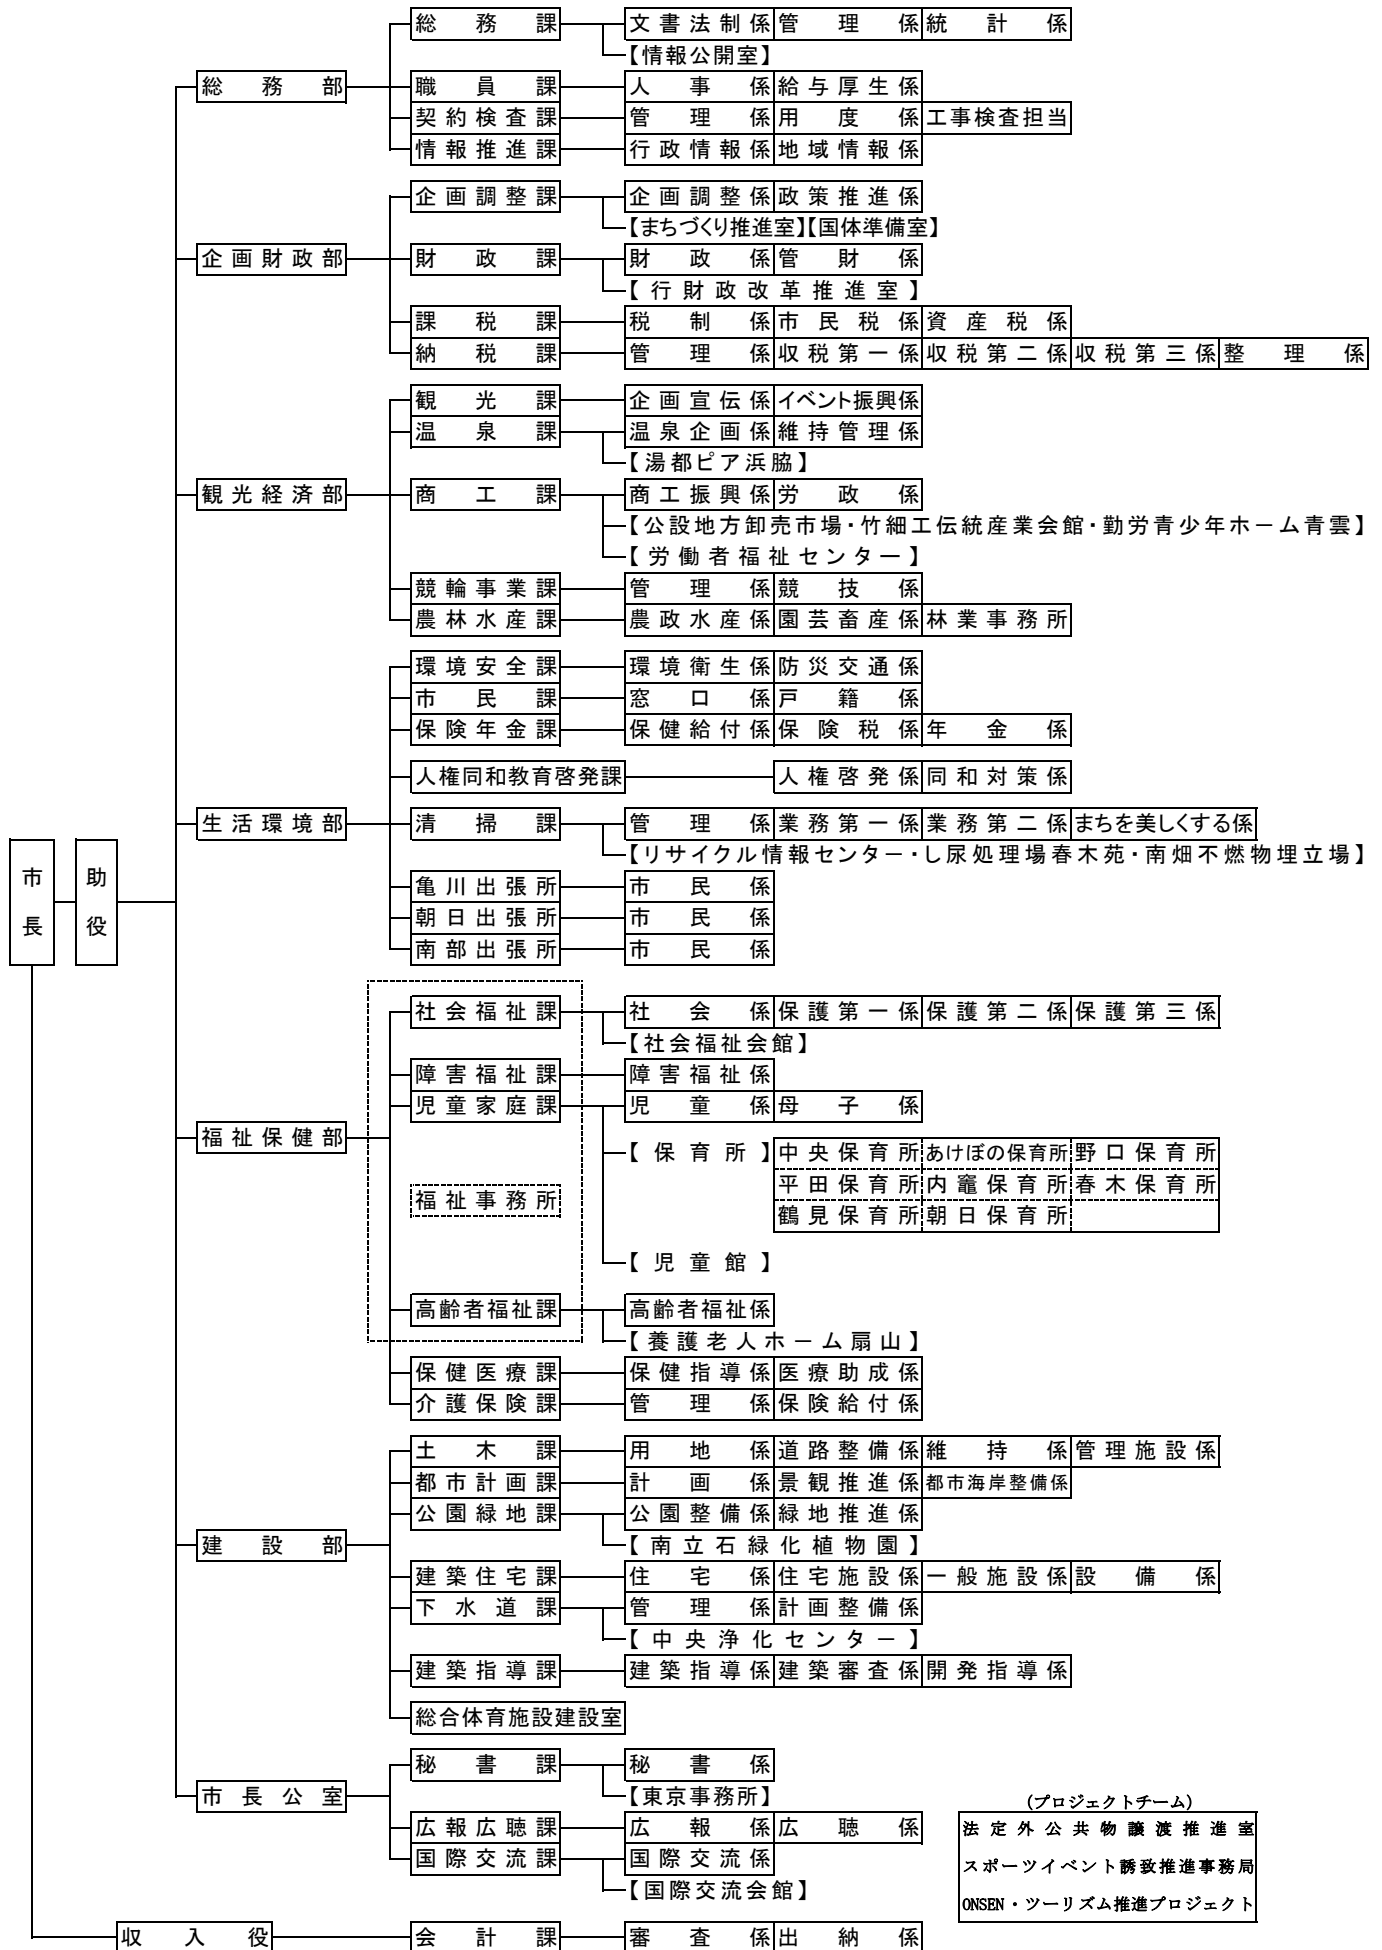 総務課 文書法制係 管理係 統計係
【情報公開室】
総務部 職員課 人事係 給与厚生係
契約検査課 管理係 用度係 工事検査担当
情報推進課 行政情報係 地域情報係
企画調整課 企画調整係 政策推進係
【まちづくり推進室】【国体準備室】
企画財政部 財政課 財政係 管財係
【行財政改革推進室】
課税課 税制係 市民税係 資産税係
納税課 管理係 収税第一係 収税第二係 収税第三係 整理係
観光課 企画宣伝係 イベント振興係
温泉課 温泉企画係 維持管理係
【湯都ピア浜脇】
観光経済部 商工課 商工振興係 労政係
【公設地方卸売市場・竹細工伝統産業会館・勤労青少年ホーム青雲】
【労働者福祉センター】
競輪事業課 管理係 競技係
農林水産課 農政水産係 園芸畜産係 林業事務所
環境安全課 環境衛生係 防災交通係
市民課 窓口係 戸籍係
保険年金課 保健給付係 保険税係 年金係
人権同和教育啓発課 人権啓発係 同和対策係
生活環境部 清掃課 管理係 業務第一係 業務第二係 まちを美しくする係
【リサイクル情報センター・し尿処理場春木苑・南畑不燃物埋立場】
市長 助役
亀川出張所 市民係
朝日出張所 市民係
南部出張所 市民係
社会福祉課 社会係 保護第一係 保護第二係 保護第三係
【社会福祉会館】
障害福祉課 障害福祉係
児童家庭課 児童係 母子係
福祉保健部
【保育所】 中央保育所 あけぼの保育所 野口保育所
平田保育所 内竈保育所 春木保育所
福祉事務所
鶴見保育所 朝日保育所
【児童館】
高齢者福祉課 高齢者福祉係
【養護老人ホーム扇山】
保健医療課 保健指導係 医療助成係
介護保険課 管理係 保険給付係
土木課 用地係 道路整備係 維持係 管理施設係
都市計画課 計画係 景観推進係 都市海岸整備係
公園緑地課 公園整備係 緑地推進係
建設部 【南立石緑化植物園】
建築住宅課 住宅係 住宅施設係 一般施設係 設備係
下水道課 管理係 計画整備係
【中央浄化センター】
建築指導課 建築指導係 建築審査係 開発指導係
総合体育施設建設室
秘書課 秘書係
市長公室 【東京事務所】
広報広聴課 広報係 広聴係
国際交流課 国際交流係
【国際交流会館】
(プロジェクトチーム)
法定外公共物譲渡推進室
スポーツイベント誘致推進事務局
ONSEN・ツーリズム推進プロジェクト
収入役 会計課 審査係 出納係